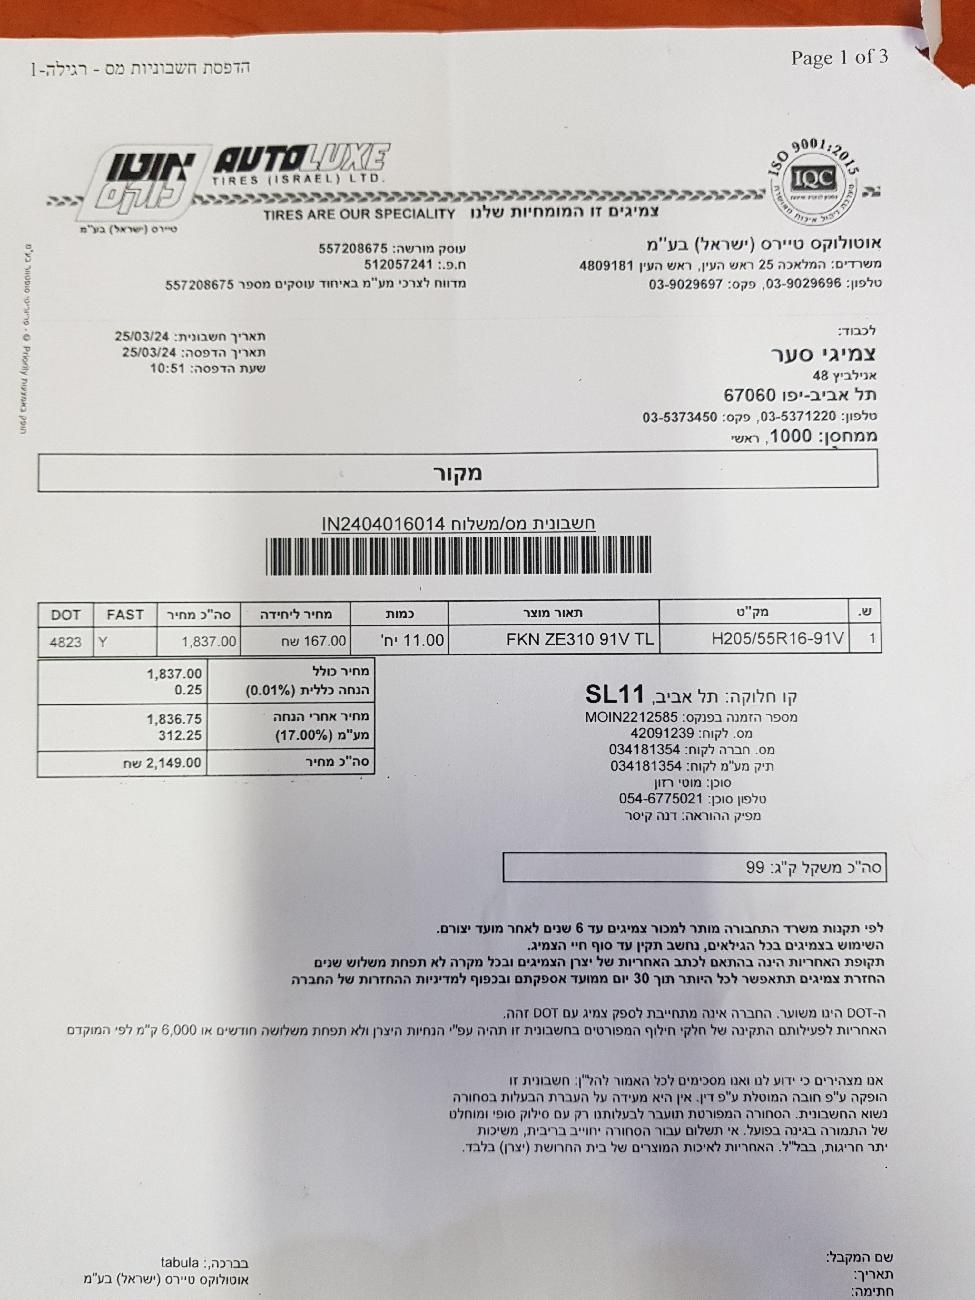 הדפסת חשבוניות מס - רגילה-1
Page 1 of 3
אוטו
לוקס
טיירס (ישראל) בע"מ
AUTOLUXE
TIRES (ISRAEL) LTD.
TIRES ARE OUR SPECIALITY צמיגים זו המומחיות שלנו
ISO 9001:2015
IQC
אוטולוקס טיירס (ישראל) בע"מ
משרדים: המלאכה 25 ראש העין, ראש העין 4809181
טלפון: 03-9029696, פקס: 03-9029697
עוסק מורשה: 557208675
ח.פ.: 512057241
מדווח לצרכי מע"מ באיחוד עוסקים מספר 557208675
תאריך חשבונית: 25/03/24
תאריך הדפסה: 25/03/24
שעת הדפסה: 10:51
לכבוד:
צמיגי סער
אנילביץ 48
תל אביב-יפו 67060
טלפון: 03-5371220, פקס: 03-5373450
ממחסן: 1000, ראשי
מקור
חשבונית מס/משלוח IN2404016014
ש. מק"ט תאור מוצר כמות מחיר ליחידה סה"כ מחיר FAST DOT
1 H205/55R16-91V FKN ZE310 91V TL 11.00 יח' 167.00 שח 1,837.00 Y 4823
מחיר כולל 1,837.00
הנחה כללית (0.01%) 0.25
מחיר אחרי הנחה 1,836.75
מע"מ (17.00%) 312.25
סה"כ מחיר 2,149.00 שח
קו חלוקה: תל אביב, SL11
מספר הזמנה בפנקס: MOIN2212585
מס. לקוח: 42091239
מס. חברה לקוח: 034181354
תיק מע"מ לקוח: 034181354
סוכן: מוטי רזון
טלפון סוכן: 054-6775021
מפיק ההוראה: דנה קיסר
סה"כ משקל ק"ג: 99
לפי תקנות משרד התחבורה מותר למכור צמיגים עד 6 שנים לאחר מועד יצורם.
השימוש בצמיגים בכל הגילאים, נחשב תקין עד סוף חיי הצמיג.
תקופת האחריות הינה בהתאם לכתב האחריות של יצרן הצמיגים ובכל מקרה לא תפחת משלוש שנים
החזרת צמיגים תתאפשר לכל היותר תוך 30 יום ממועד אספקתם ובכפוף למדיניות ההחזרות של החברה
ה-DOT הינו משוער. החברה אינה מתחייבת לספק צמיג עם DOT זהה.
האחריות לפעילותם התקינה של חלקי חילוף המפורטים בחשבונית זו תהיה עפ"י הנחיות היצרן ולא תפחת משלושה חודשים או 6,000 ק"מ לפי המוקדם
אנו מצהירים כי ידוע לנו ואנו מסכימים לכל האמור להל"ן: חשבונית זו
הופקה ע"פ חובה המוטלת ע"פ דין. אין היא מעידה על העברת הבעלות בסחורה
נשוא החשבונית. הסחורה המפורטת תועבר לבעלותנו רק עם סילוק סופי ומוחלט
של התמורה בגינה בפועל. אי תשלום עבור הסחורה יחוייב בריבית, משיכות
יתר חריגות, בבל"ל. האחריות לאיכות המוצרים של בית החרושת (יצרן) בלבד.
שם המקבל:
תאריך:
חתימה:
בברכה,: tabula
אוטולוקס טיירס (ישראל) בע"מ